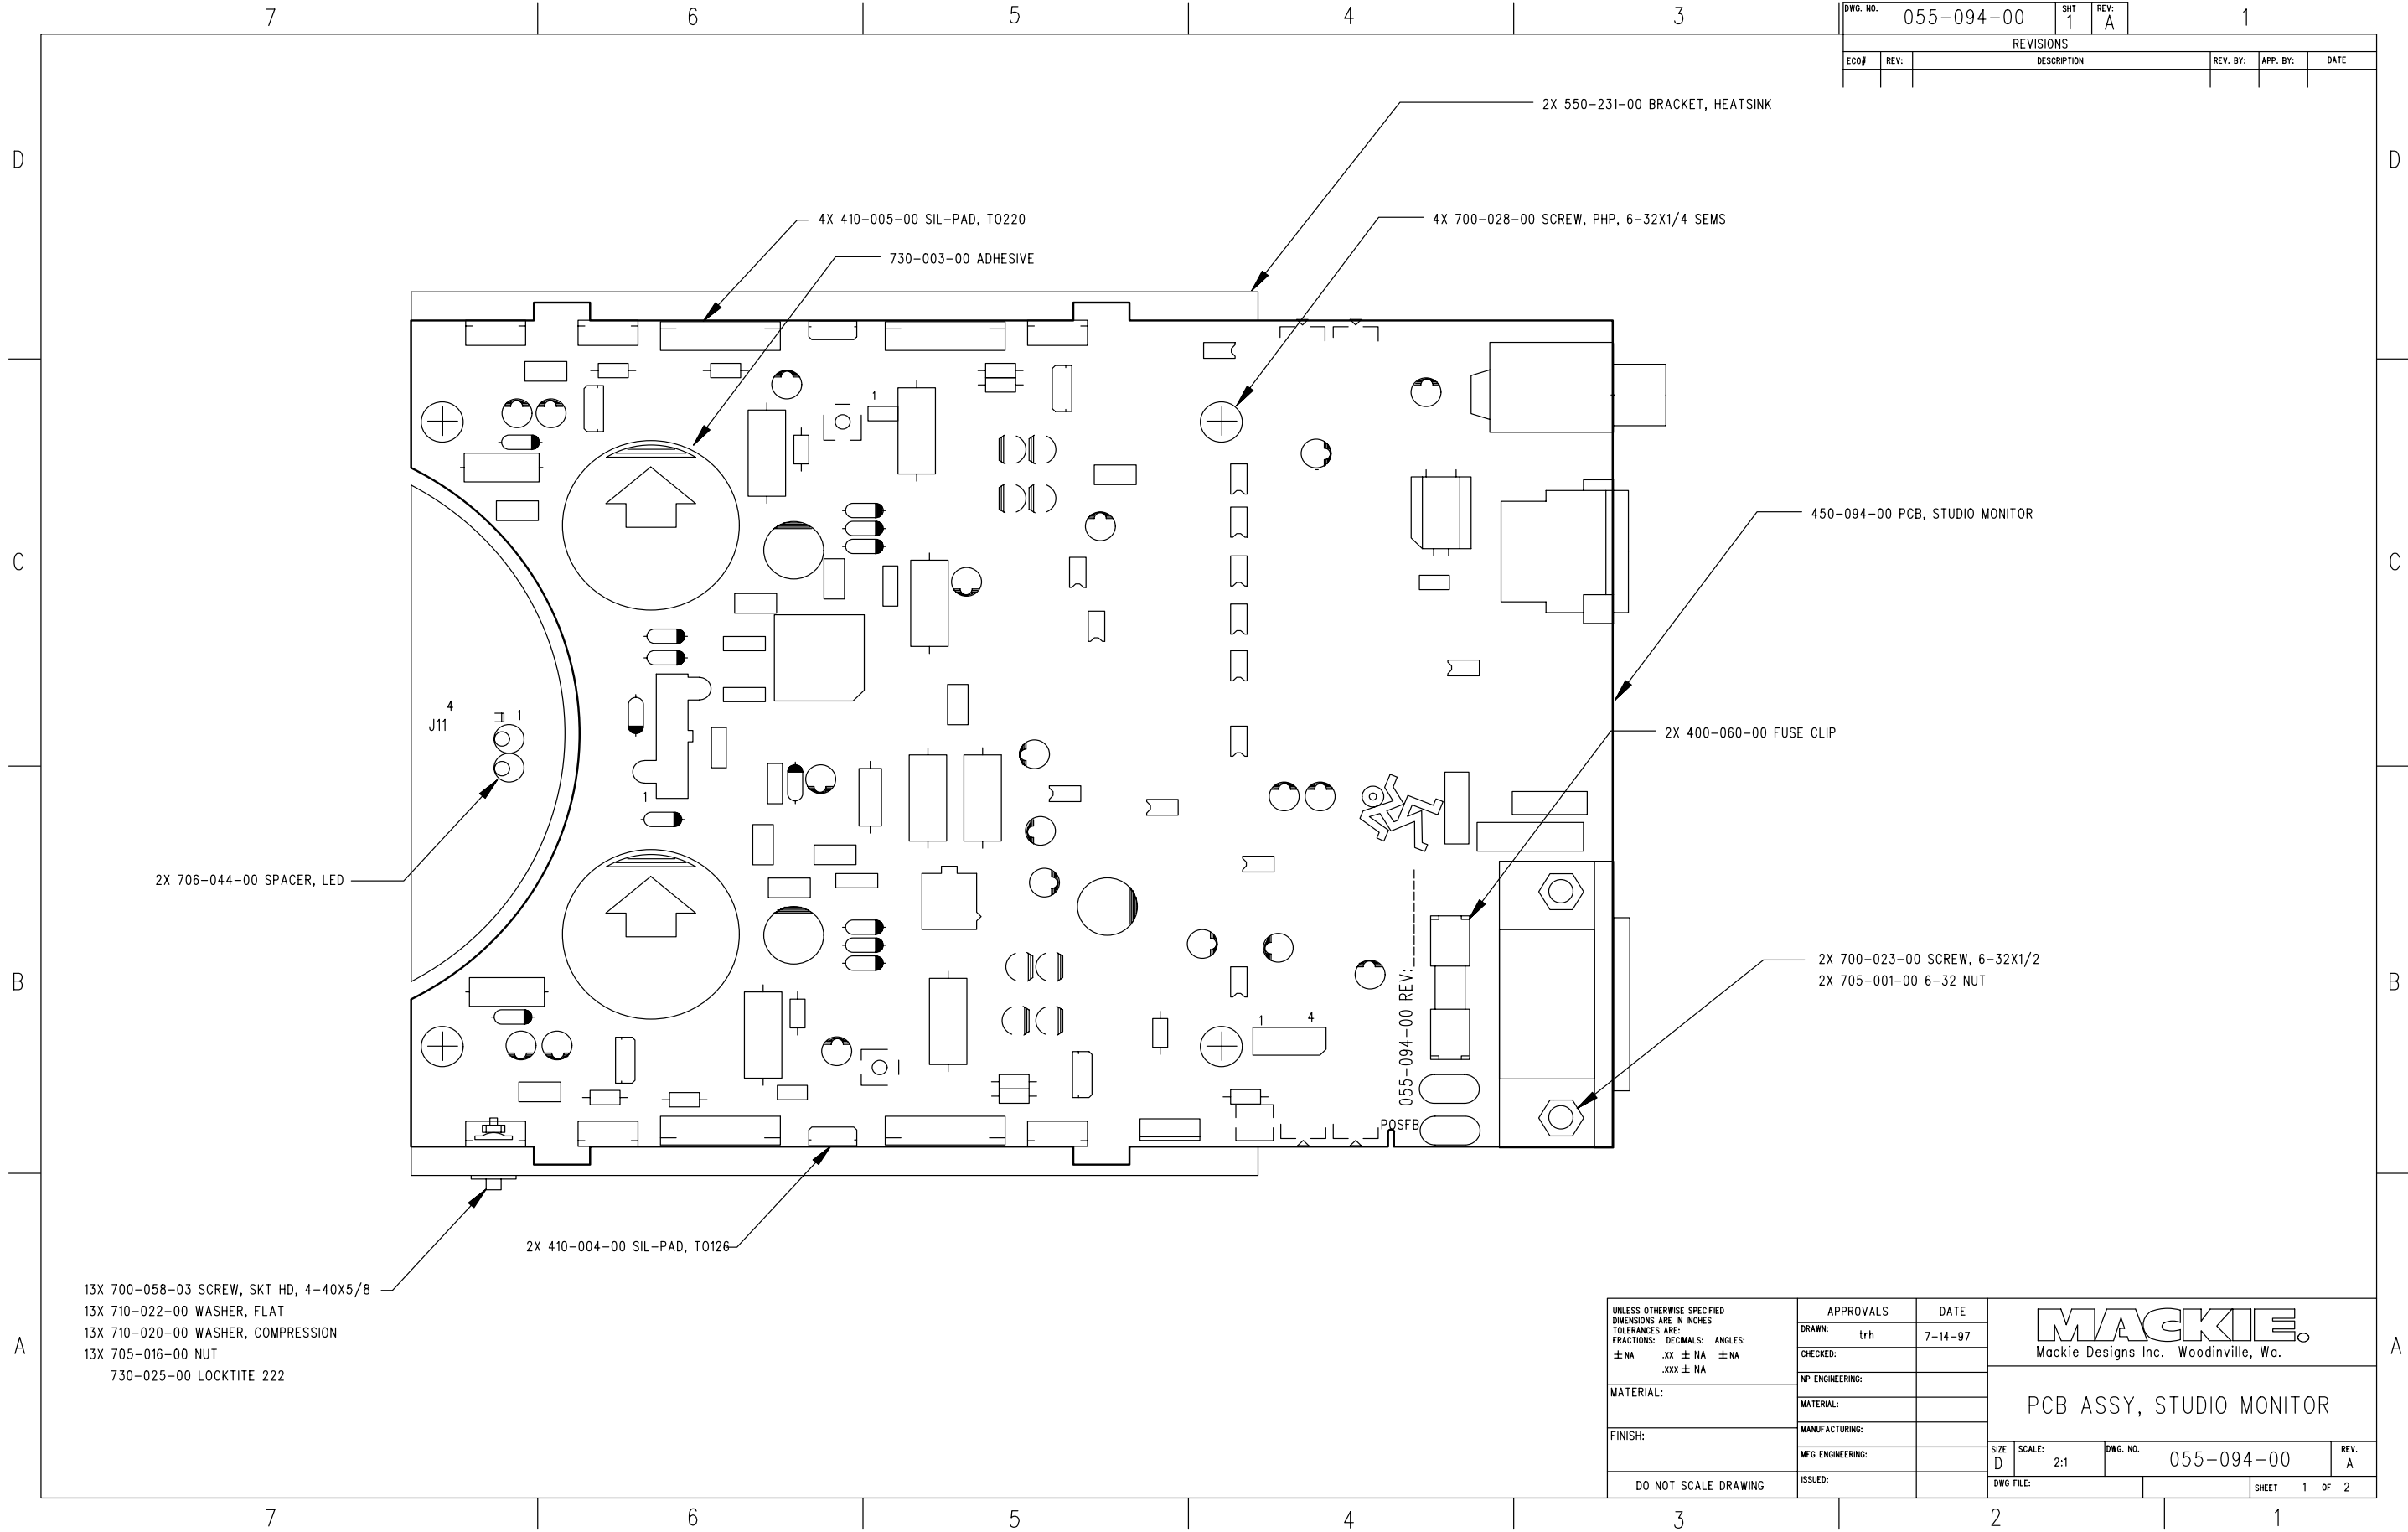 7 6 5 4 3 1
DWG. NO. 055-094-00 SHT 1 REV: A
REVISIONS
ECO# REV: DESCRIPTION REV. BY: APP. BY: DATE
2X 550-231-00 BRACKET, HEATSINK
D D
4X 410-005-00 SIL-PAD, TO220
4X 700-028-00 SCREW, PHP, 6-32X1/4 SEMS
730-003-00 ADHESIVE
1
450-094-00 PCB, STUDIO MONITOR
C C
4
J11
1
2X 400-060-00 FUSE CLIP
1
2X 706-044-00 SPACER, LED
2X 700-023-00 SCREW, 6-32X1/2
2X 705-001-00 6-32 NUT
B B
055-094-00 REV:__________
1 4
POSFB
2X 410-004-00 SIL-PAD, TO126
13X 700-058-03 SCREW, SKT HD, 4-40X5/8
13X 710-022-00 WASHER, FLAT
13X 710-020-00 WASHER, COMPRESSION
13X 705-016-00 NUT
730-025-00 LOCKTITE 222
A A
UNLESS OTHERWISE SPECIFIED
DIMENSIONS ARE IN INCHES
TOLERANCES ARE:
FRACTIONS: DECIMALS: ANGLES:
±NA .XX ± NA ±NA
.XXX ± NA
MATERIAL:
FINISH:
DO NOT SCALE DRAWING
APPROVALS DATE
DRAWN: trh 7-14-97
CHECKED:
NP ENGINEERING:
MATERIAL:
MANUFACTURING:
MFG ENGINEERING:
ISSUED:
MACKIE.
Mackie Designs Inc. Woodinville, Wa.
PCB ASSY, STUDIO MONITOR
SIZE D SCALE: 2:1 DWG. NO. 055-094-00 REV. A
DWG FILE: SHEET 1 OF 2
7 6 5 4 3 2 1